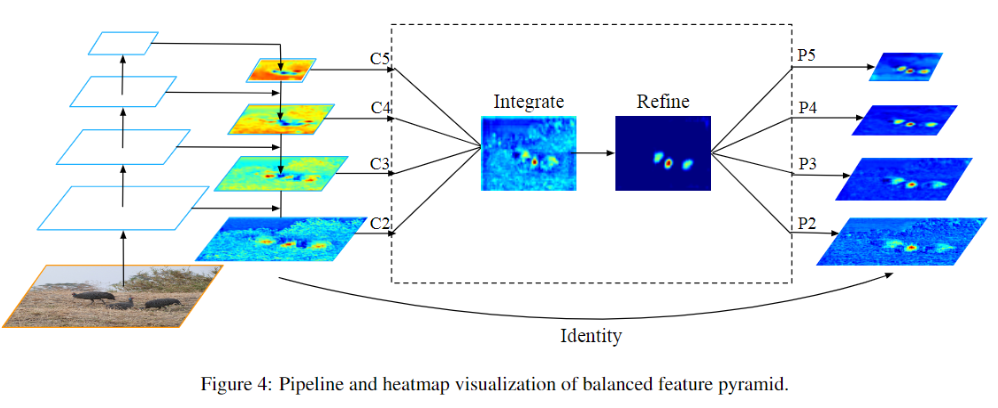 C5
P5
C4
Integrate
Refine
P4
C3
P3
C2
P2
Identity
Figure 4: Pipeline and heatmap visualization of balanced feature pyramid.